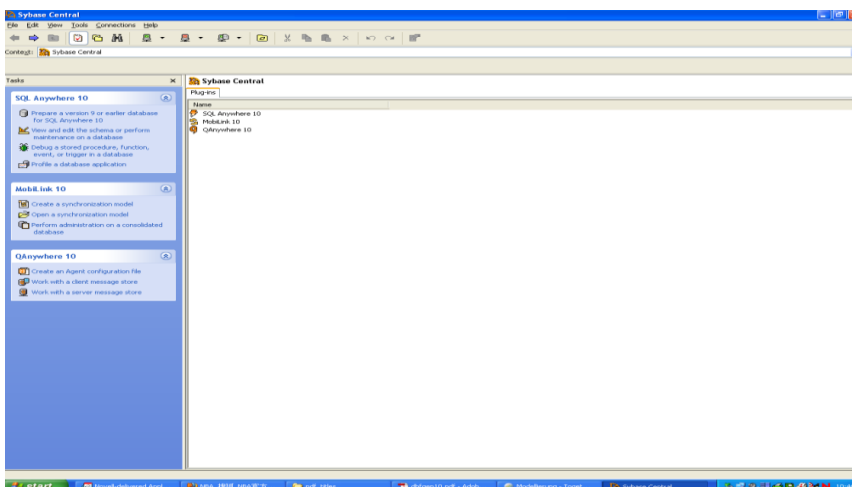 Sybase Central
File Edit View Tools Connections Help
Context: Sybase Central
Tasks
SQL Anywhere 10
Prepare a version 9 or earlier database
for SQL Anywhere 10
View and edit the schema or perform
maintenance on a database
Debug a stored procedure, function,
event, or trigger in a database
Profile a database application
MobiLink 10
Create a synchronization model
Open a synchronization model
Perform administration on a consolidated
database
QAnywhere 10
Create an Agent configuration file
Work with a client message store
Work with a server message store
Sybase Central
Plug-ins
Name
SQL Anywhere 10
MobiLink 10
QAnywhere 10
start
Sybase Central